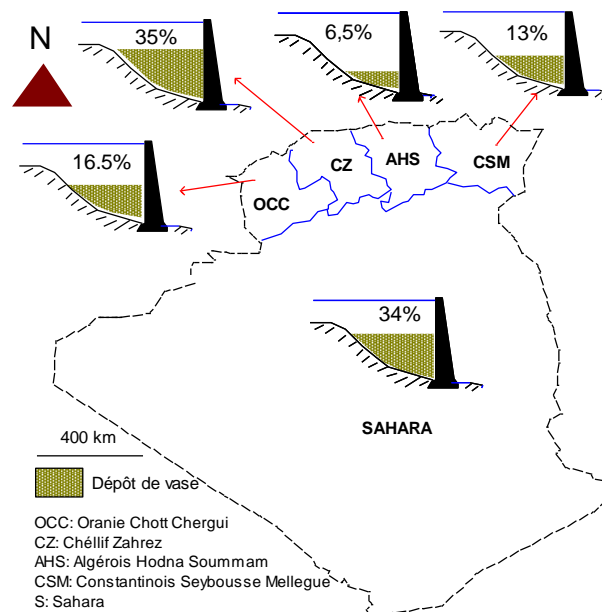 N
35%
6,5%
13%
16.5%
CZ
AHS
CSM
OCC
34%
SAHARA
400 km
Dépôt de vase
OCC: Oranie Chott Chergui
CZ: Chéllif Zahrez
AHS: Algérois Hodna Soummam
CSM: Constantinois Seybousse Mellegue
S: Sahara